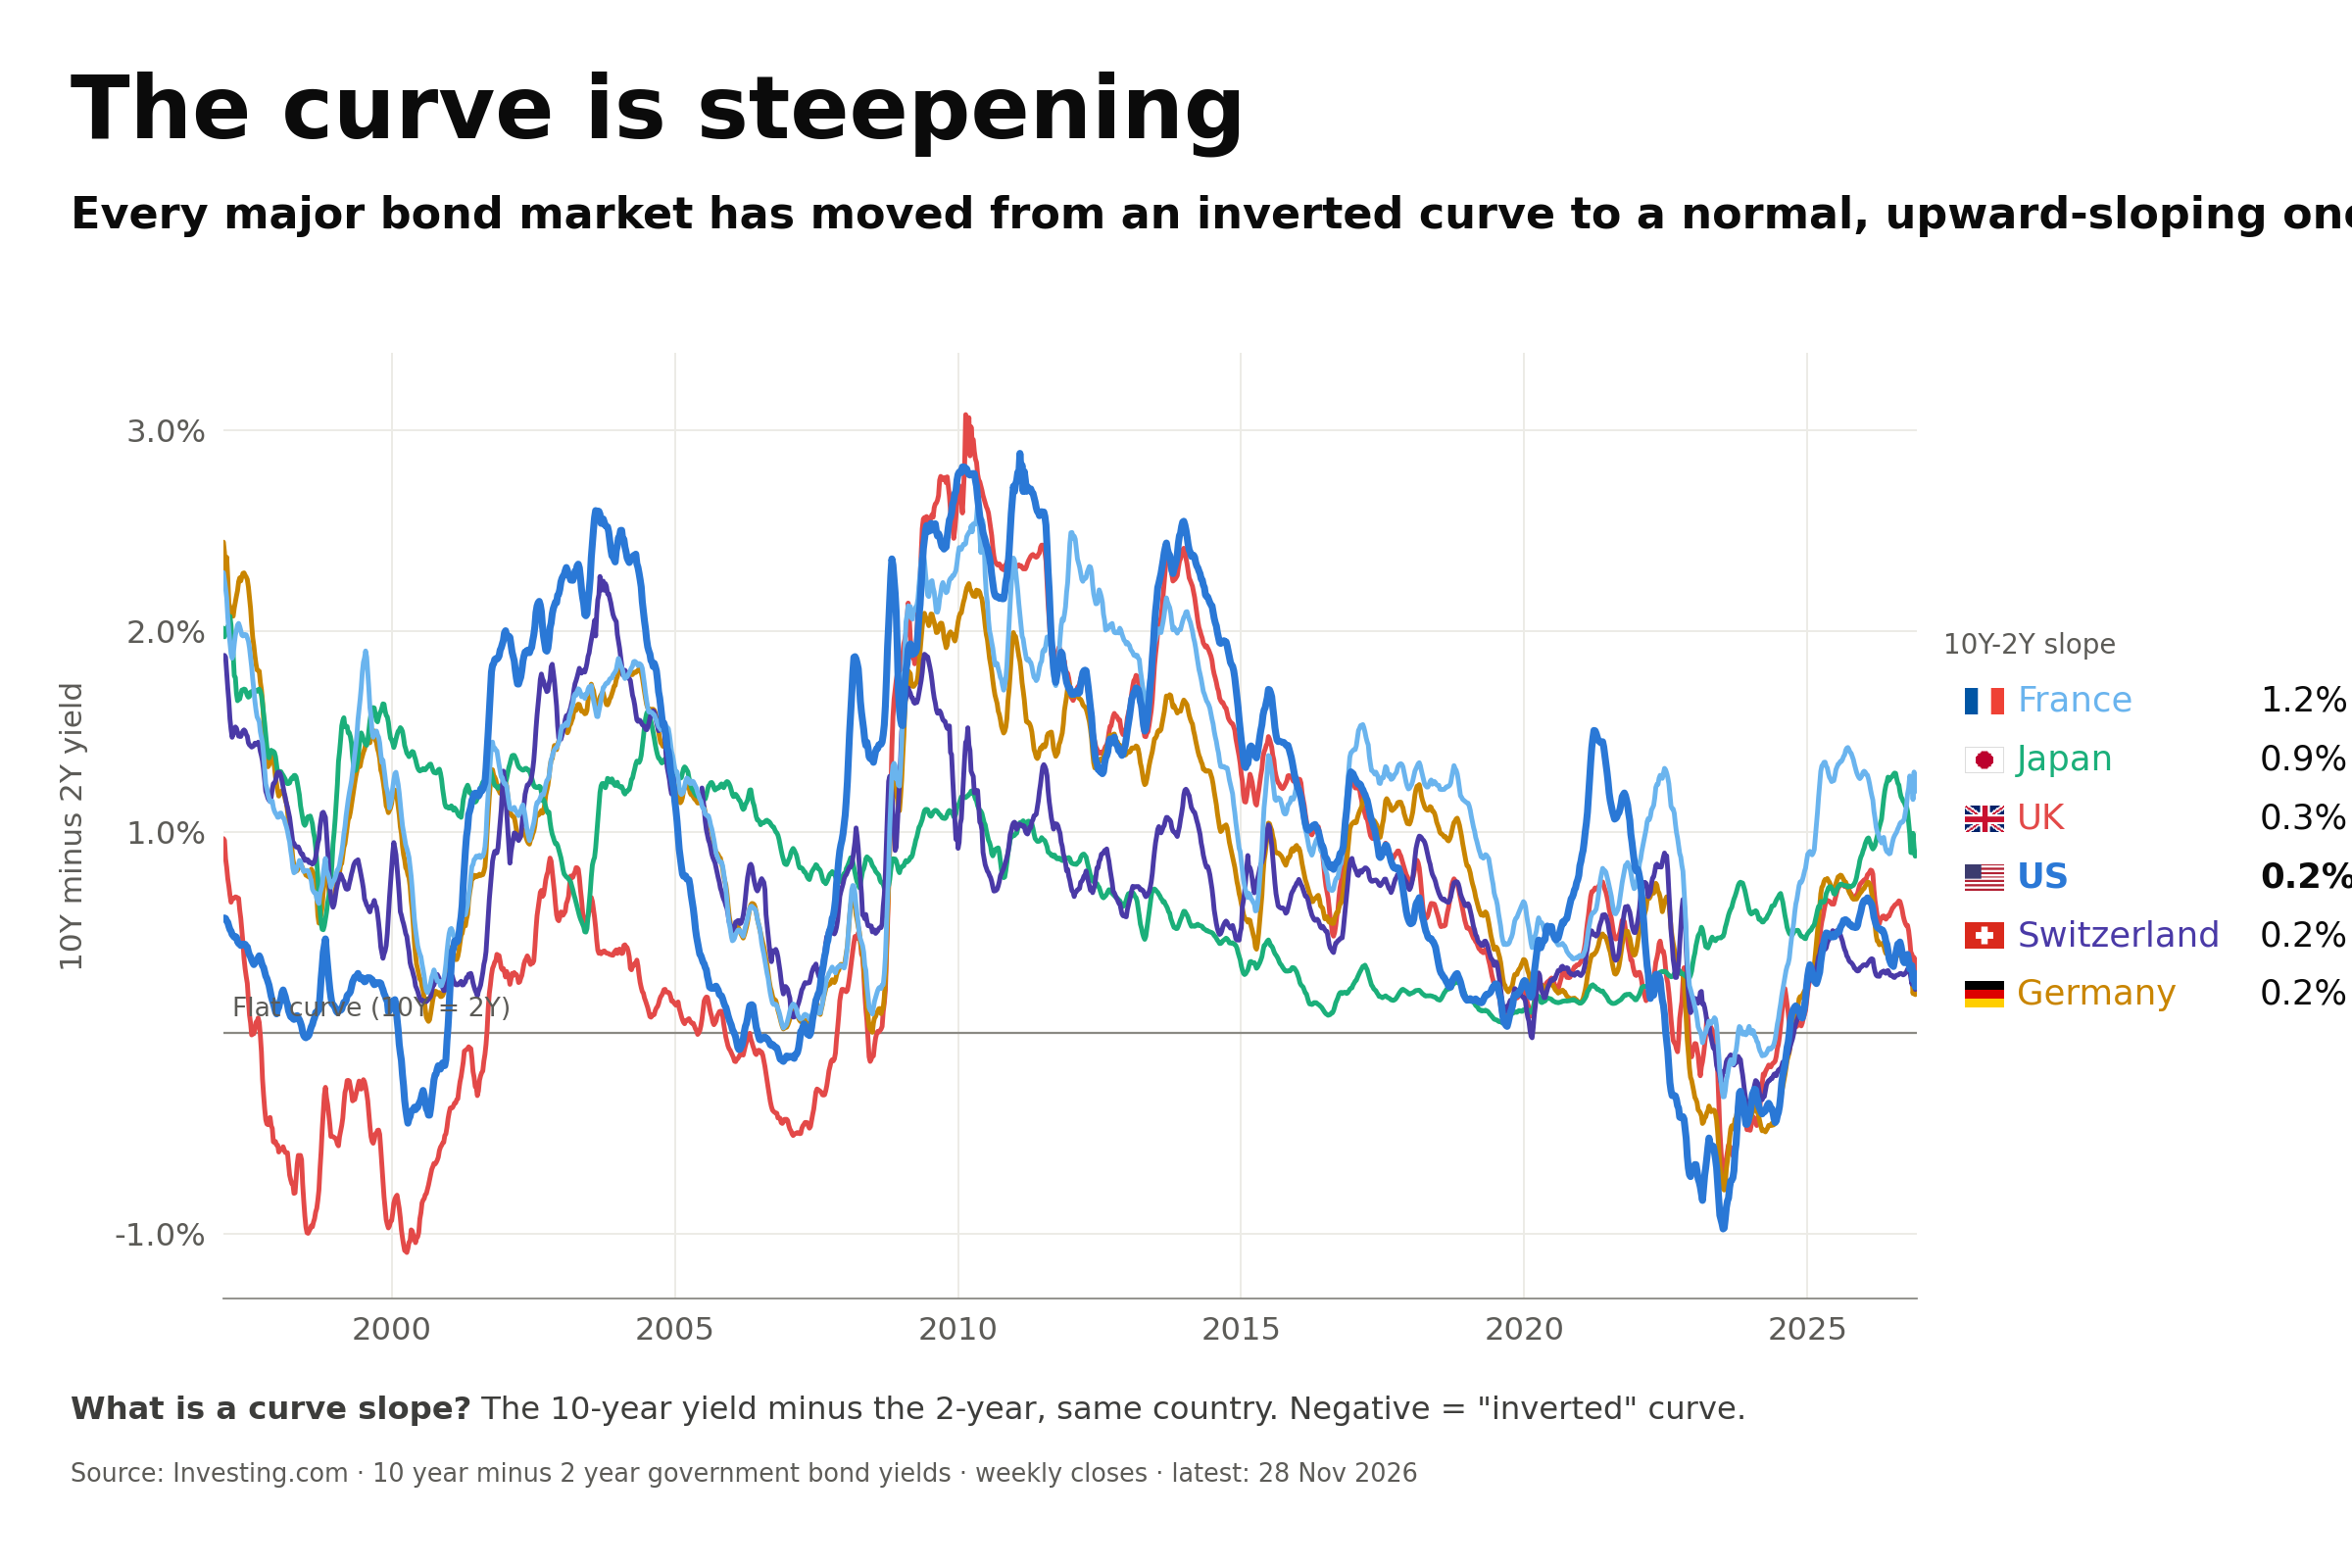 The curve is steepening
Every major bond market has moved from an inverted curve to a normal, upward-sloping
10Y minus 2Y yield
3.0%
2.0%
1.0%
-1.0%
Flat curve (10Y = 2Y)
2000
2005
2010
2015
2020
2025
10Y-2Y slope
France 1.2%
Japan 0.9%
UK 0.3%
US 0.2%
Switzerland 0.2%
Germany 0.2%
What is a curve slope? The 10-year yield minus the 2-year, same country. Negative = "inverted" curve.
Source: Investing.com · 10 year minus 2 year government bond yields · weekly closes · latest: 28 Nov 2026